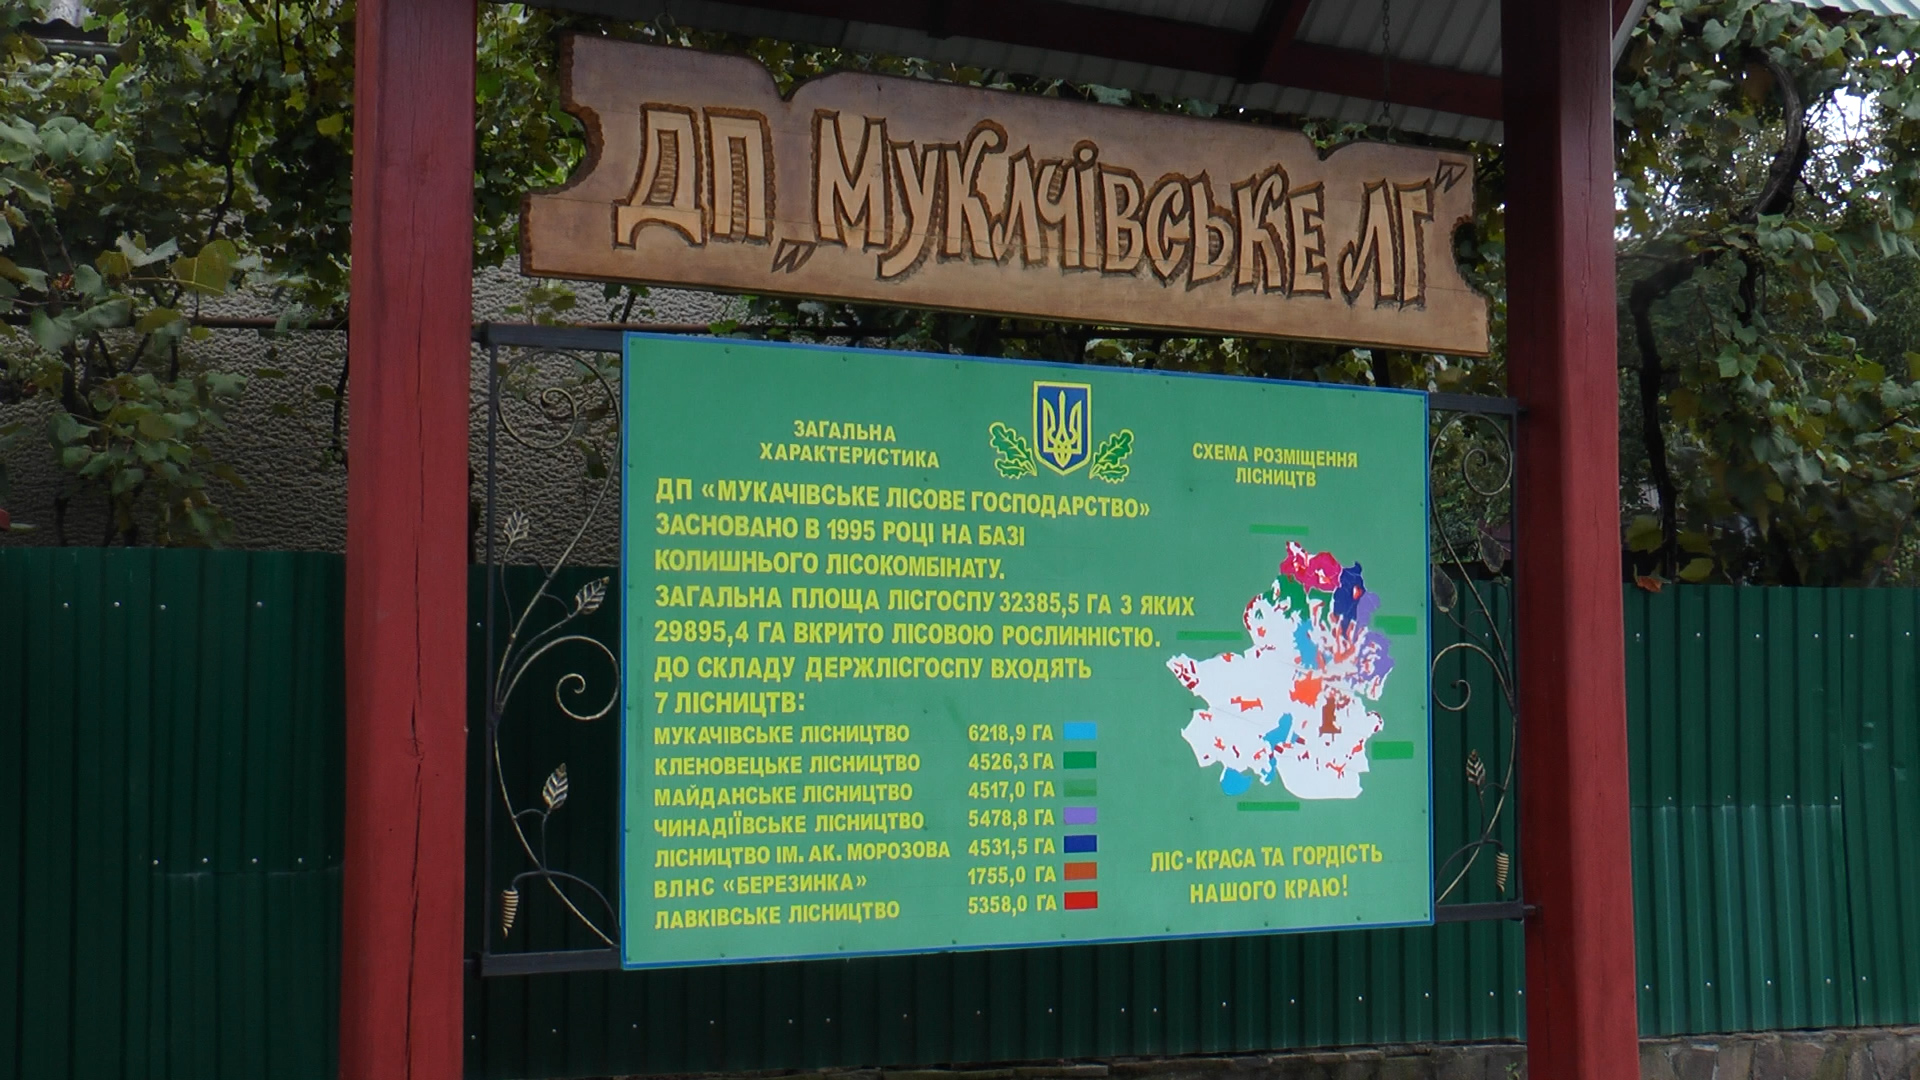 ДП „МУКАЧІВСЬКЕ ЛГ”
ЗАГАЛЬНА
ХАРАКТЕРИСТИКА
ДП «МУКАЧІВСЬКЕ ЛІСОВЕ ГОСПОДАРСТВО»
ЗАСНОВАНО В 1995 РОЦІ НА БАЗІ
КОЛИШНЬОГО ЛІСОКОМБІНАТУ.
ЗАГАЛЬНА ПЛОЩА ЛІСГОСПУ 32385,5 ГА З ЯКИХ
29895,4 ГА ВКРИТО ЛІСОВОЮ РОСЛИННІСТЮ.
ДО СКЛАДУ ДЕРЖЛІСГОСПУ ВХОДЯТЬ
7 ЛІСНИЦТВ:
МУКАЧІВСЬКЕ ЛІСНИЦТВО 6218,9 ГА
КЛЕНОВЕЦЬКЕ ЛІСНИЦТВО 4526,3 ГА
МАЙДАНСЬКЕ ЛІСНИЦТВО 4517,0 ГА
ЧИНАДІЇВСЬКЕ ЛІСНИЦТВО 5478,8 ГА
ЛІСНИЦТВО ІМ. АК. МОРОЗОВА 4531,5 ГА
ВЛНС «БЕРЕЗИНКА» 1755,0 ГА
ЛАВКІВСЬКЕ ЛІСНИЦТВО 5358,0 ГА
СХЕМА РОЗМІЩЕННЯ
ЛІСНИЦТВ
ЛІС-КРАСА ТА ГОРДІСТЬ
НАШОГО КРАЮ!